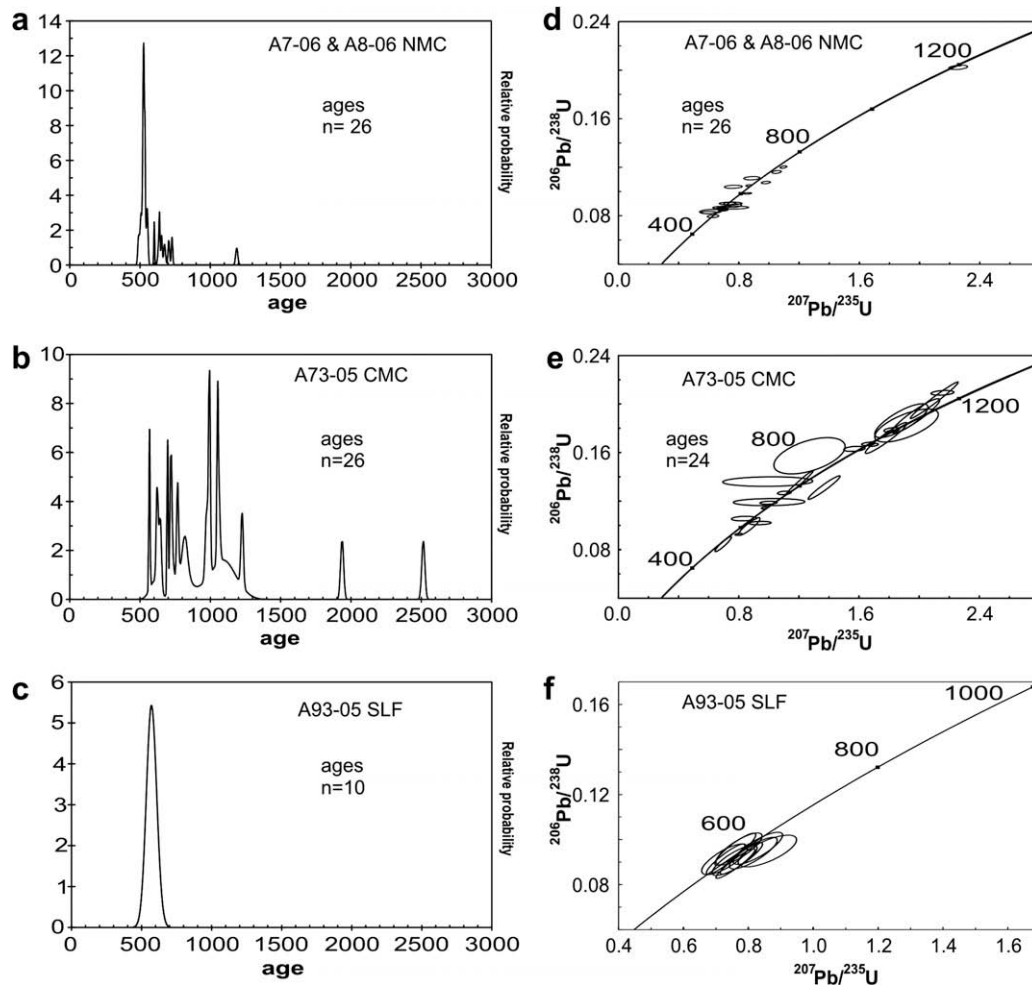 a
14
12
10
8
6
4
2
0
A7-06 & A8-06 NMC
ages
n= 26
Relative probability
0 500 1000 1500 2000 2500 3000
age
d
0.24
0.16
0.08
A7-06 & A8-06 NMC
ages
n= 26
1200
800
400
206Pb/238U
0.0 0.8 1.6 2.4
207Pb/235U
b
10
8
6
4
2
0
A73-05 CMC
ages
n=26
0 500 1000 1500 2000 2500 3000
age
e
0.24
0.16
0.08
A73-05 CMC
ages
n=24
1200
800
400
206Pb/238U
0.0 0.8 1.6 2.4
207Pb/235U
c
6
5
4
3
2
1
0
A93-05 SLF
ages
n=10
Relative probability
0 500 1000 1500 2000 2500 3000
age
f
0.16
0.12
0.08
A93-05 SLF
1000
800
600
206Pb/238U
0.4 0.6 0.8 1.0 1.2 1.4 1.6
207Pb/235U